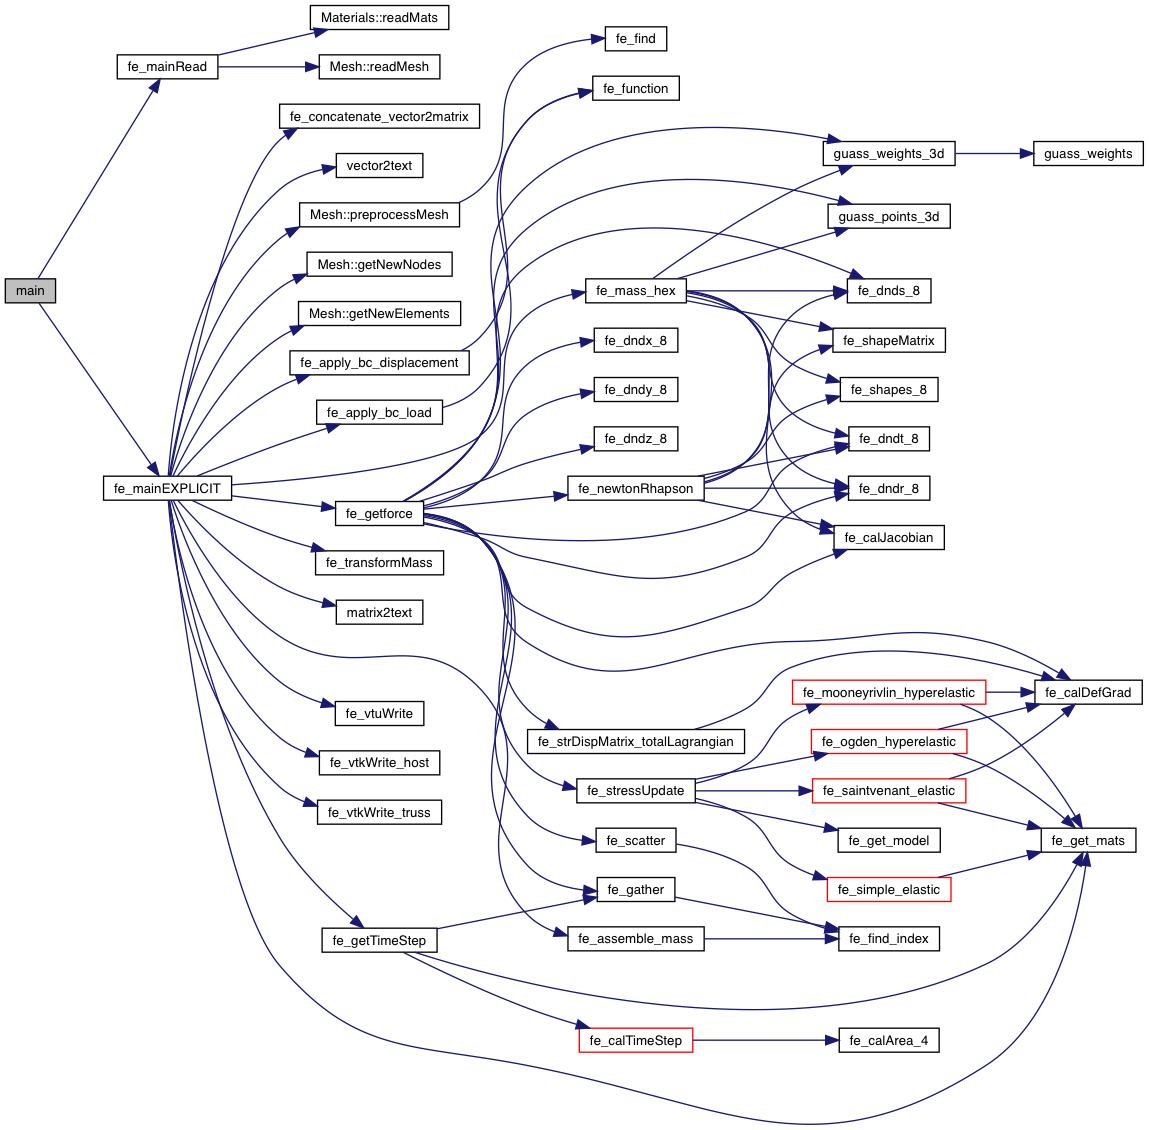 main
fe_mainRead
Materials::readMats
Mesh::readMesh
fe_mainEXPLICIT
fe_concatenate_vector2matrix
vector2text
Mesh::preprocessMesh
Mesh::getNewNodes
Mesh::getNewElements
fe_apply_bc_displacement
fe_apply_bc_load
fe_getforce
fe_transformMass
matrix2text
fe_vtuWrite
fe_vtkWrite_host
fe_vtkWrite_truss
fe_getTimeStep
fe_find
fe_function
fe_mass_hex
fe_dndx_8
fe_dndy_8
fe_dndz_8
fe_newtonRhapson
fe_strDispMatrix_totalLagrangian
fe_stressUpdate
fe_scatter
fe_gather
fe_assemble_mass
fe_calTimeStep
guass_weights_3d
guass_points_3d
fe_dnds_8
fe_shapeMatrix
fe_shapes_8
fe_dndt_8
fe_dndr_8
fe_calJacobian
fe_mooneyrivlin_hyperelastic
fe_ogden_hyperelastic
fe_saintvenant_elastic
fe_get_model
fe_simple_elastic
fe_find_index
fe_calArea_4
guass_weights
fe_calDefGrad
fe_get_mats